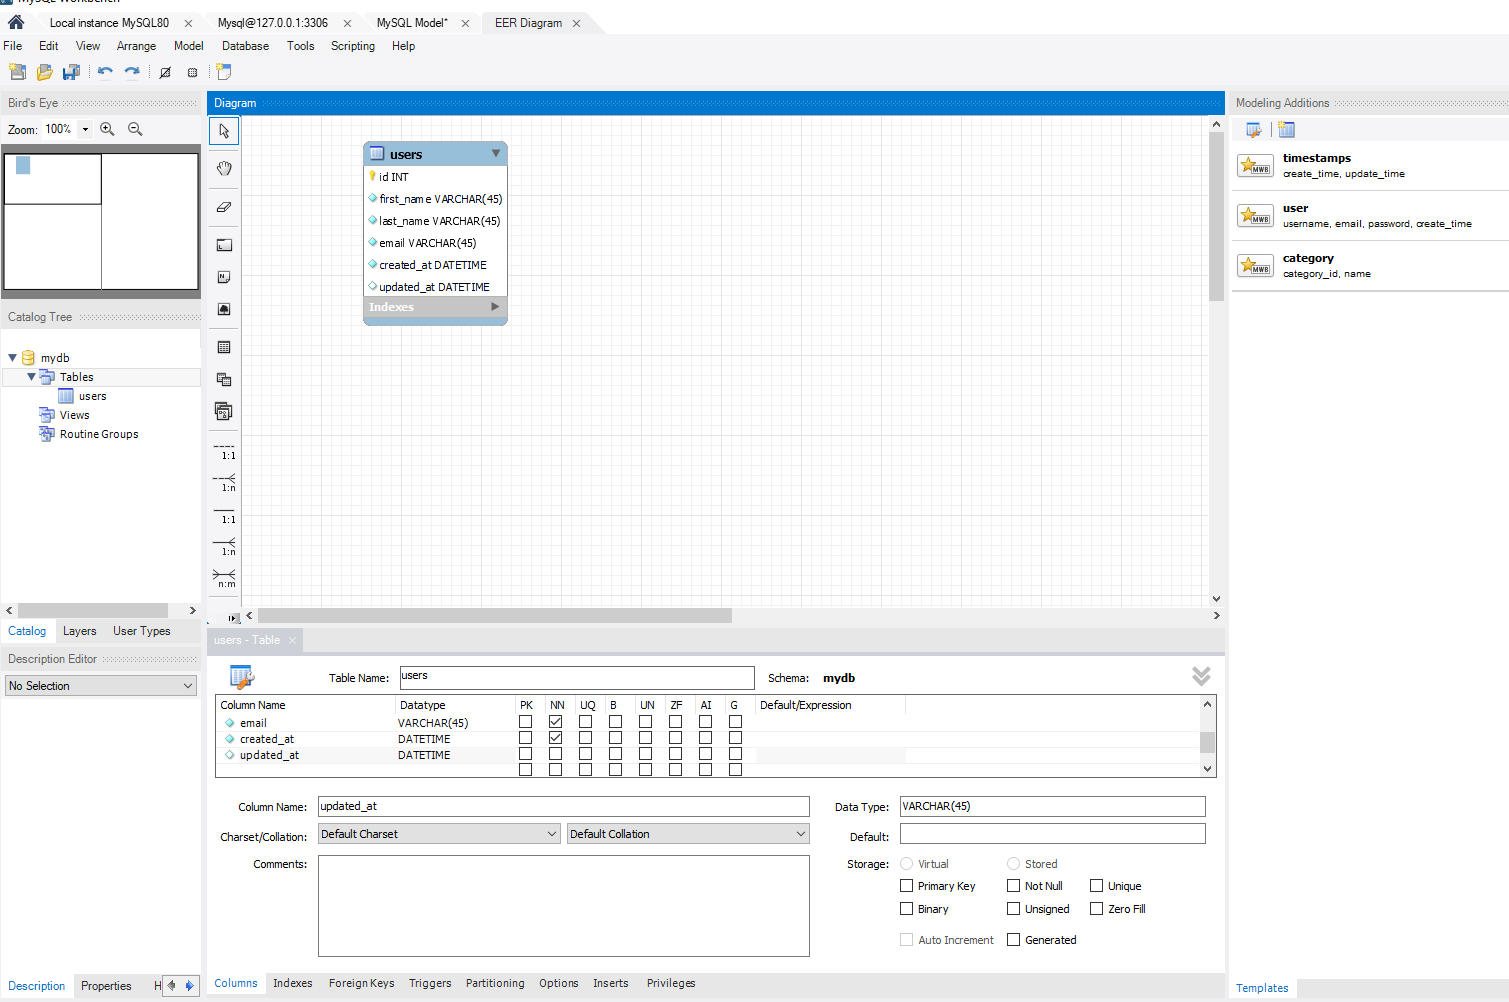 MySQL Workbench
Local instance MySQL80
Mysql@127.0.0.1:3306
MySQL Model*
EER Diagram
File Edit View Arrange Model Database Tools Scripting Help
Bird's Eye
Zoom: 100%
Diagram
users
id INT
first_name VARCHAR(45)
last_name VARCHAR(45)
email VARCHAR(45)
created_at DATETIME
updated_at DATETIME
Indexes
1:1
1:n
1:1
1:n
n:m
Modeling Additions
MWB
timestamps
create_time, update_time
MWB
user
username, email, password, create_time
MWB
category
category_id, name
Templates
Catalog Tree
mydb
Tables
users
Views
Routine Groups
Catalog Layers User Types
Description Editor
No Selection
Description Properties H
users - Table
Table Name: users Schema: mydb
Column Name Datatype PK NN UQ B UN ZF AI G Default/Expression
email VARCHAR(45)
created_at DATETIME
updated_at DATETIME
Column Name: updated_at Data Type: VARCHAR(45)
Charset/Collation: Default Charset Default Collation Default:
Comments: Storage: Virtual Stored
Primary Key Not Null Unique
Binary Unsigned Zero Fill
Auto Increment Generated
Columns Indexes Foreign Keys Triggers Partitioning Options Inserts Privileges